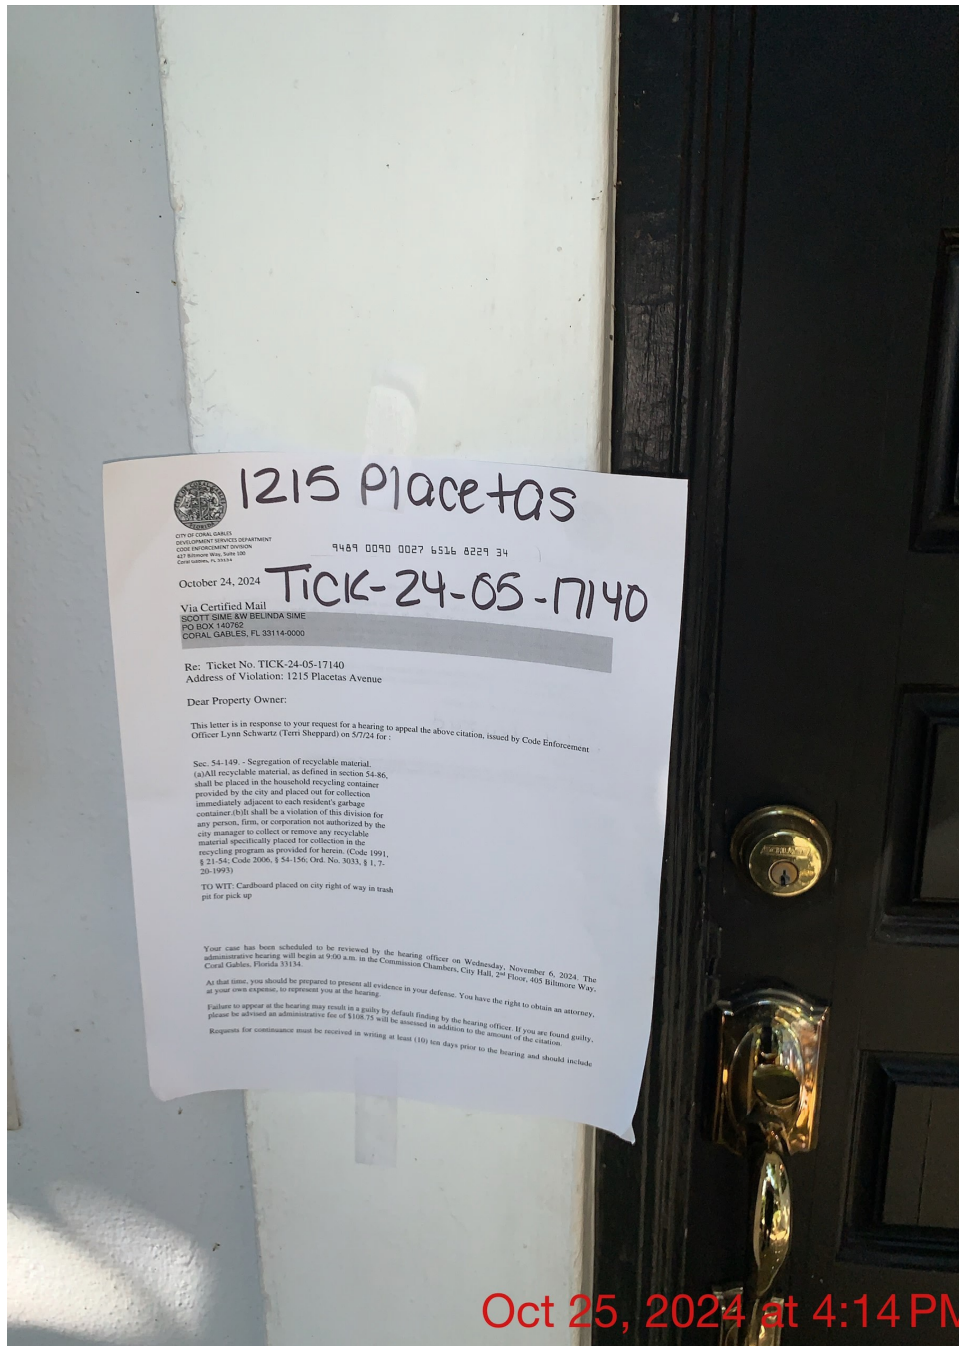 1215 Placetas
CITY OF CORAL GABLES
DEVELOPMENT SERVICES DEPARTMENT
CODE ENFORCEMENT DIVISION
427 Biltmore Way, Suite 100
Coral Gables, FL 33134
9489 0090 0027 6516 8229 34
October 24, 2024
TICK-24-05-17140
Via Certified Mail
SCOTT SIME &W BELINDA SIME
PO BOX 140762
CORAL GABLES, FL 33114-0000
Re: Ticket No. TICK-24-05-17140
Address of Violation: 1215 Placetas Avenue
Dear Property Owner:
This letter is in response to your request for a hearing to appeal the above citation, issued by Code Enforcement
Officer Lynn Schwartz (Terri Sheppard) on 5/7/24 for :
Sec. 54-149. - Segregation of recyclable material.
(a)All recyclable material, as defined in section 54-86,
shall be placed in the household recycling container
provided by the city and placed out for collection
immediately adjacent to each resident's garbage
container.(b)It shall be a violation of this division for
any person, firm, or corporation not authorized by the
city manager to collect or remove any recyclable
material specifically placed for collection in the
recycling program as provided for herein. (Code 1991,
§ 21-54; Code 2006, § 54-156; Ord. No. 3033, § 1, 7-
20-1993)
TO WIT: Cardboard placed on city right of way in trash
pit for pick up
Your case has been scheduled to be reviewed by the hearing officer on Wednesday, November 6, 2024. The
administrative hearing will begin at 9:00 a.m. in the Commission Chambers, City Hall, 2nd Floor, 405 Biltmore Way,
Coral Gables, Florida 33134.
At that time, you should be prepared to present all evidence in your defense. You have the right to obtain an attorney,
at your own expense, to represent you at the hearing.
Failure to appear at the hearing may result in a guilty by default finding by the hearing officer. If you are found guilty,
please be advised an administrative fee of $108.75 will be assessed in addition to the amount of the citation.
Requests for continuance must be received in writing at least (10) ten days prior to the hearing and should include
Oct 25, 2024 at 4:14 PM